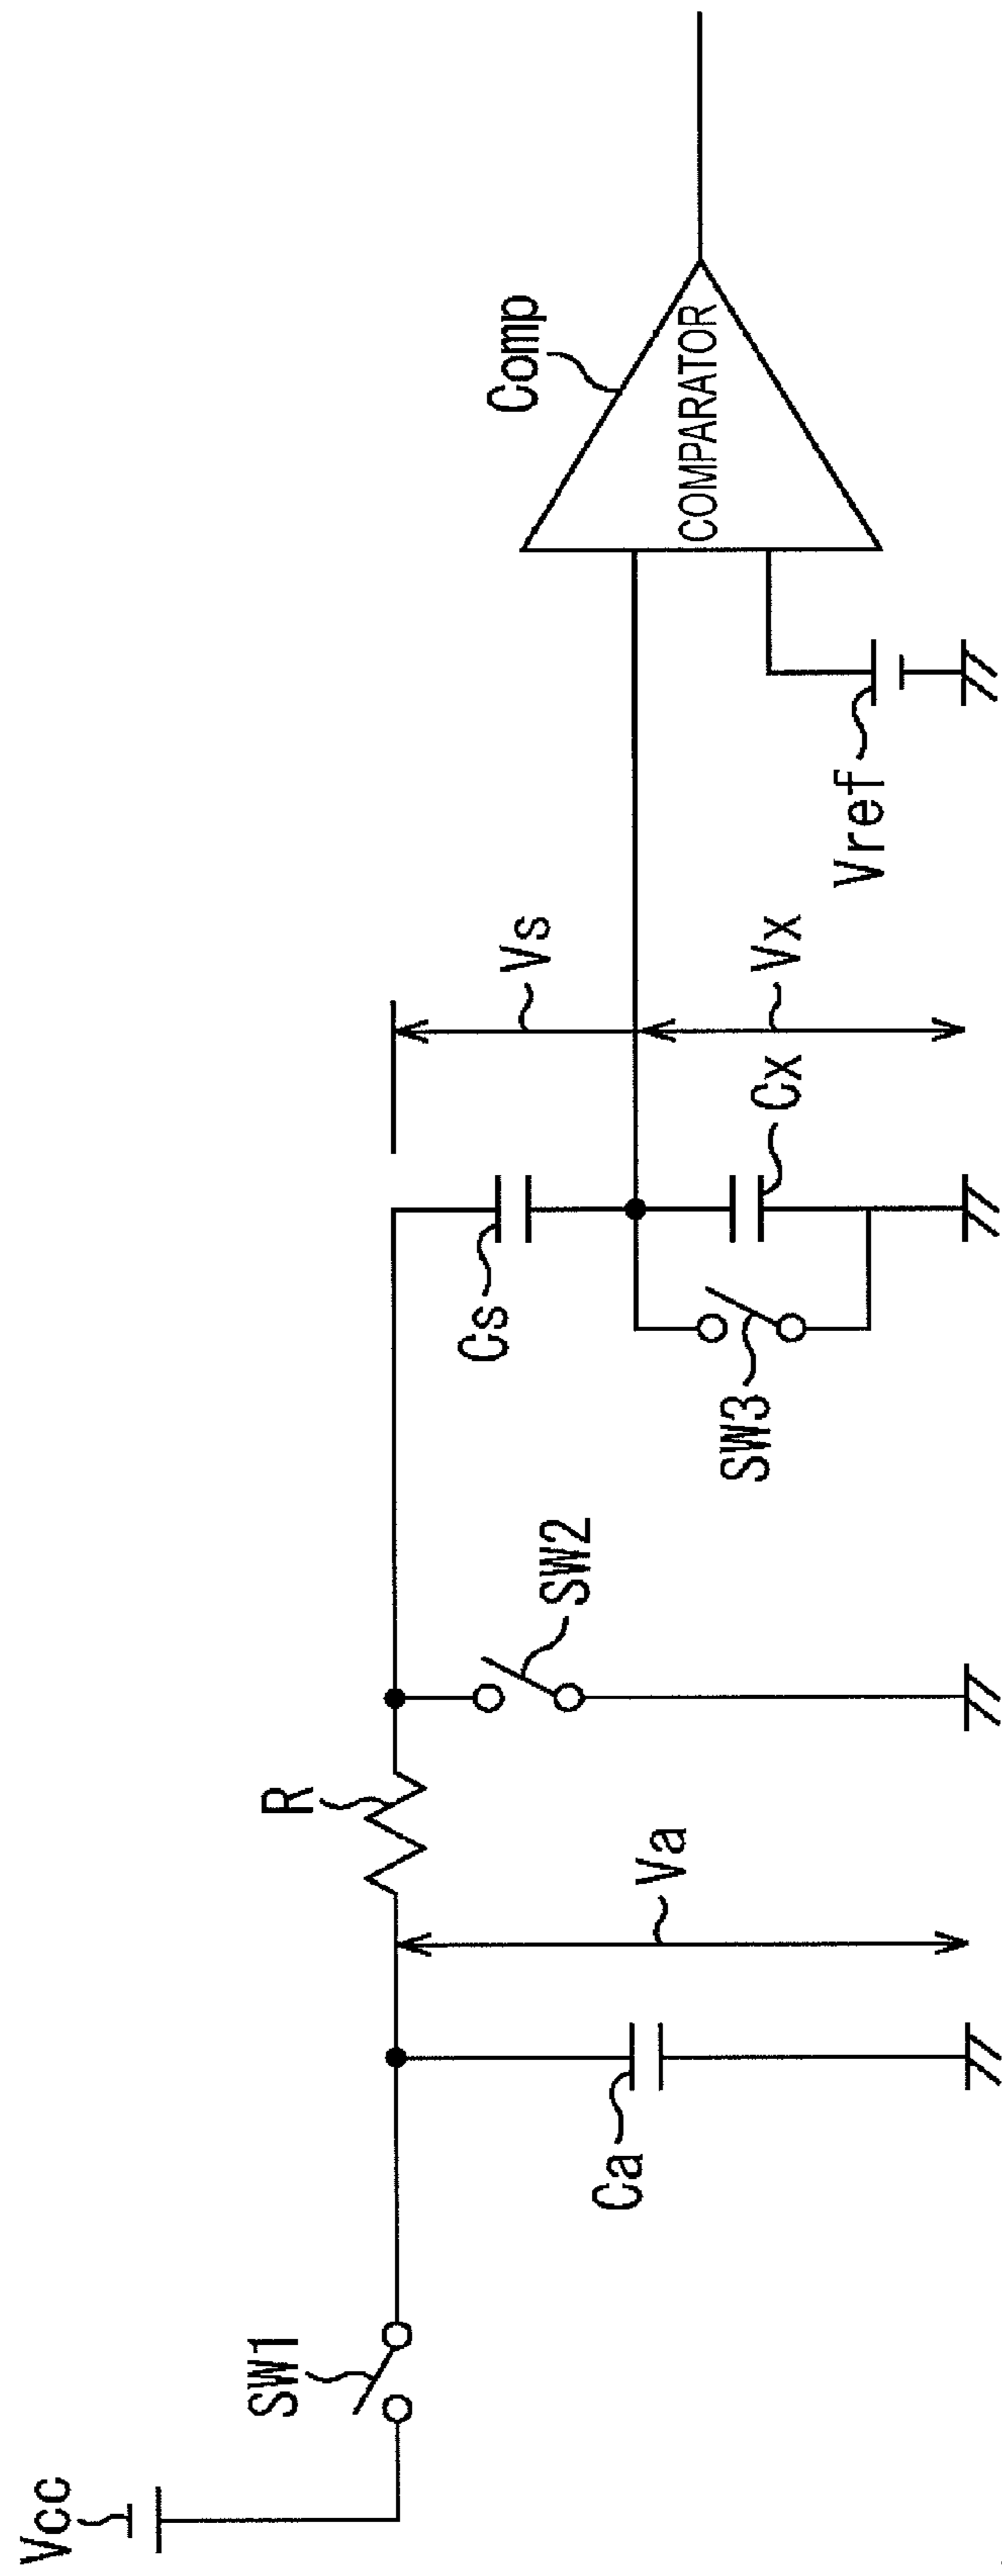 Vcc
SW1
Ca
Va
R
SW2
SW3
Cs
Cx
Vs
Vx
Vref
Comp
COMPARATOR